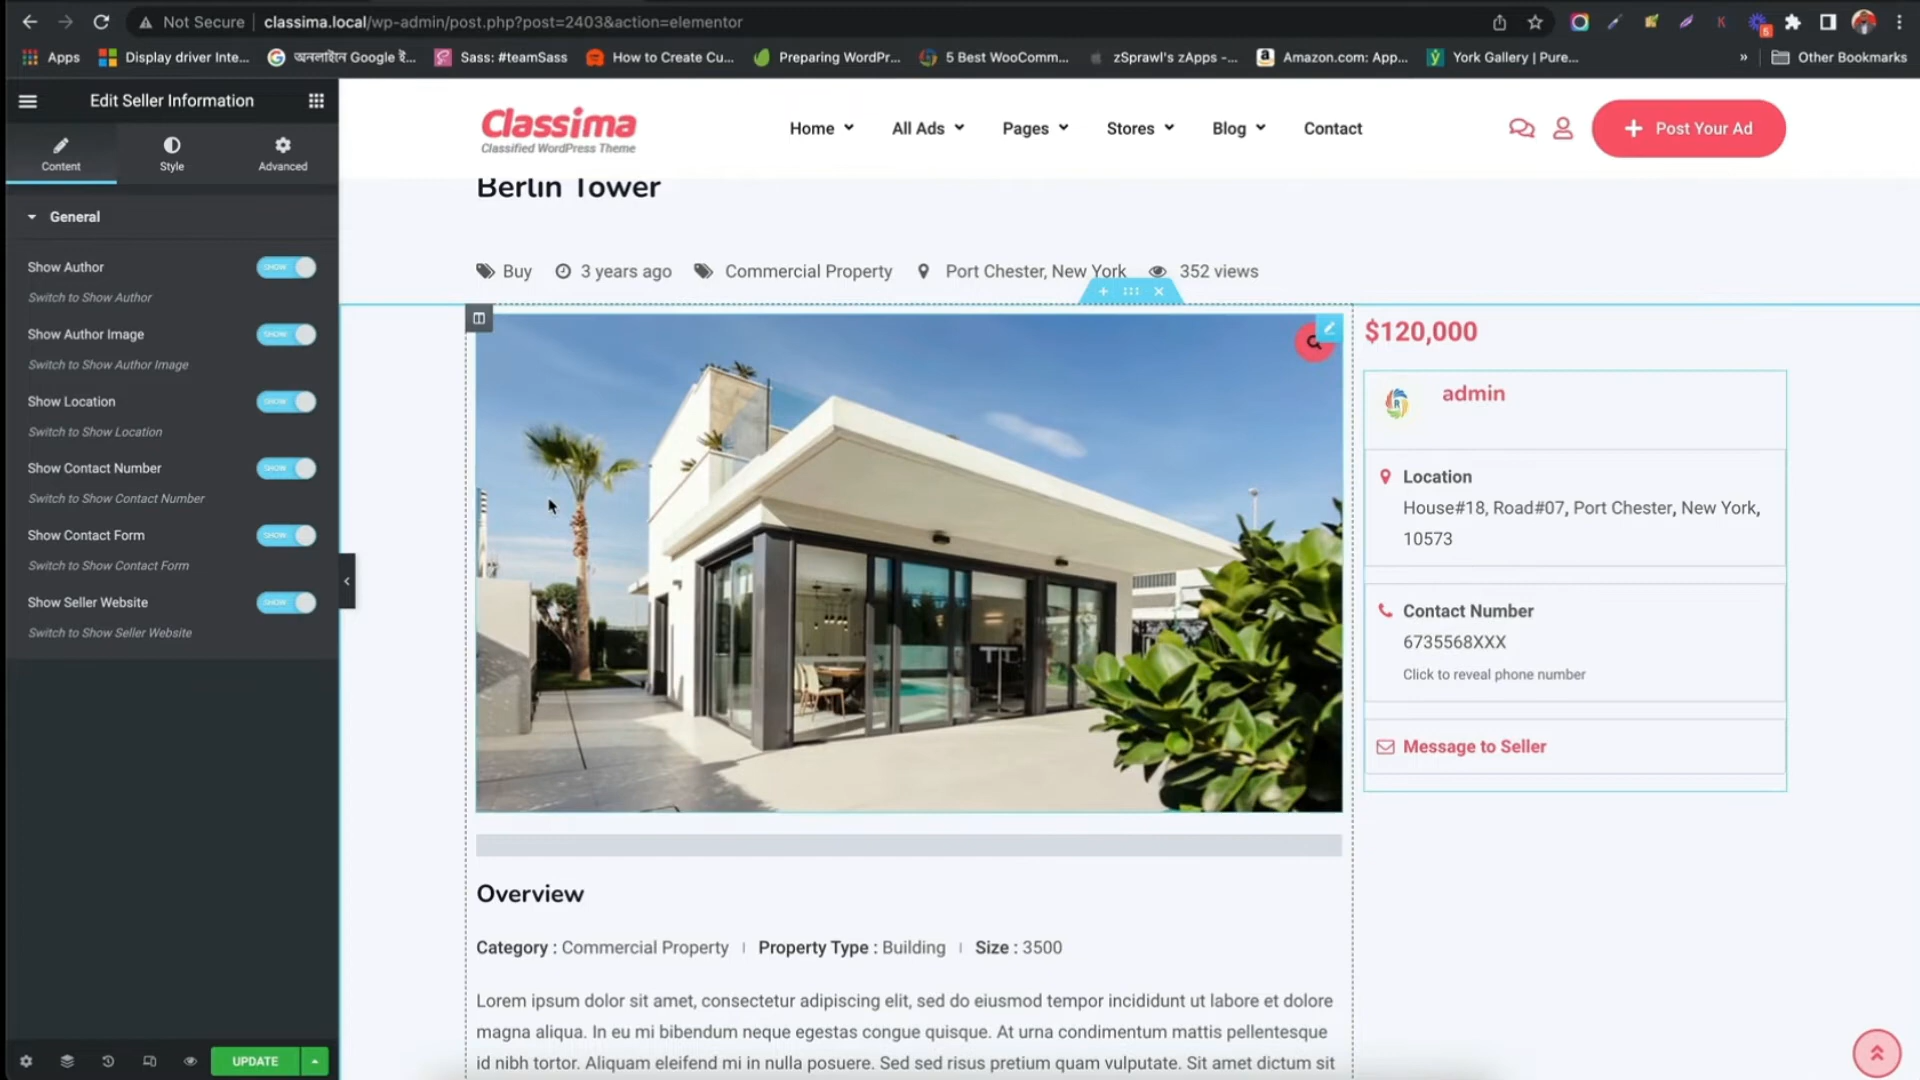 Not Secure classima.local/wp-admin/post.php?post=2403&action=elementor
5
Apps Display driver Inte... অনলাইনে Google ই... Sass: #teamSass How to Create Cu... Preparing WordPr... 5 Best WooComm... zSprawl's zApps -... Amazon.com: App... York Gallery | Pure... » Other Bookmarks
Edit Seller Information
Content Style Advanced
General
Show Author SHOW
Switch to Show Author
Show Author Image SHOW
Switch to Show Author Image
Show Location SHOW
Switch to Show Location
Show Contact Number SHOW
Switch to Show Contact Number
Show Contact Form SHOW
Switch to Show Contact Form
Show Seller Website SHOW
Switch to Show Seller Website
UPDATE
Classima
Classified WordPress Theme
Home All Ads Pages Stores Blog Contact
Post Your Ad
Berlin Tower
Buy 3 years ago Commercial Property Port Chester, New York 352 views
$120,000
admin
Location
House#18, Road#07, Port Chester, New York,
10573
Contact Number
6735568XXX
Click to reveal phone number
Message to Seller
Overview
Category : Commercial Property | Property Type : Building | Size : 3500
Lorem ipsum dolor sit amet, consectetur adipiscing elit, sed do eiusmod tempor incididunt ut labore et dolore
magna aliqua. In eu mi bibendum neque egestas congue quisque. At urna condimentum mattis pellentesque
id nibh tortor. Aliquam eleifend mi in nulla posuere. Sed sed risus pretium quam vulputate. Sit amet dictum sit